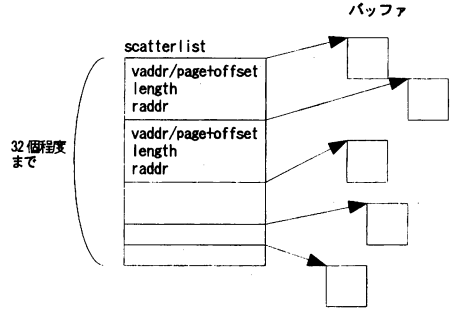 バッファ
scatterlist
vaddr/page+offset
length
raddr
vaddr/page+offset
length
raddr
32個程度
まで